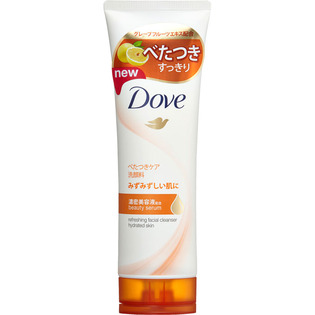 グレープフルーツエキス配合
べたつき
すっきり
new
Dove
べたつきケア
洗顔料
みずみずしい肌に
濃密美容液配合
beauty serum
refreshing facial cleanser
hydrated skin